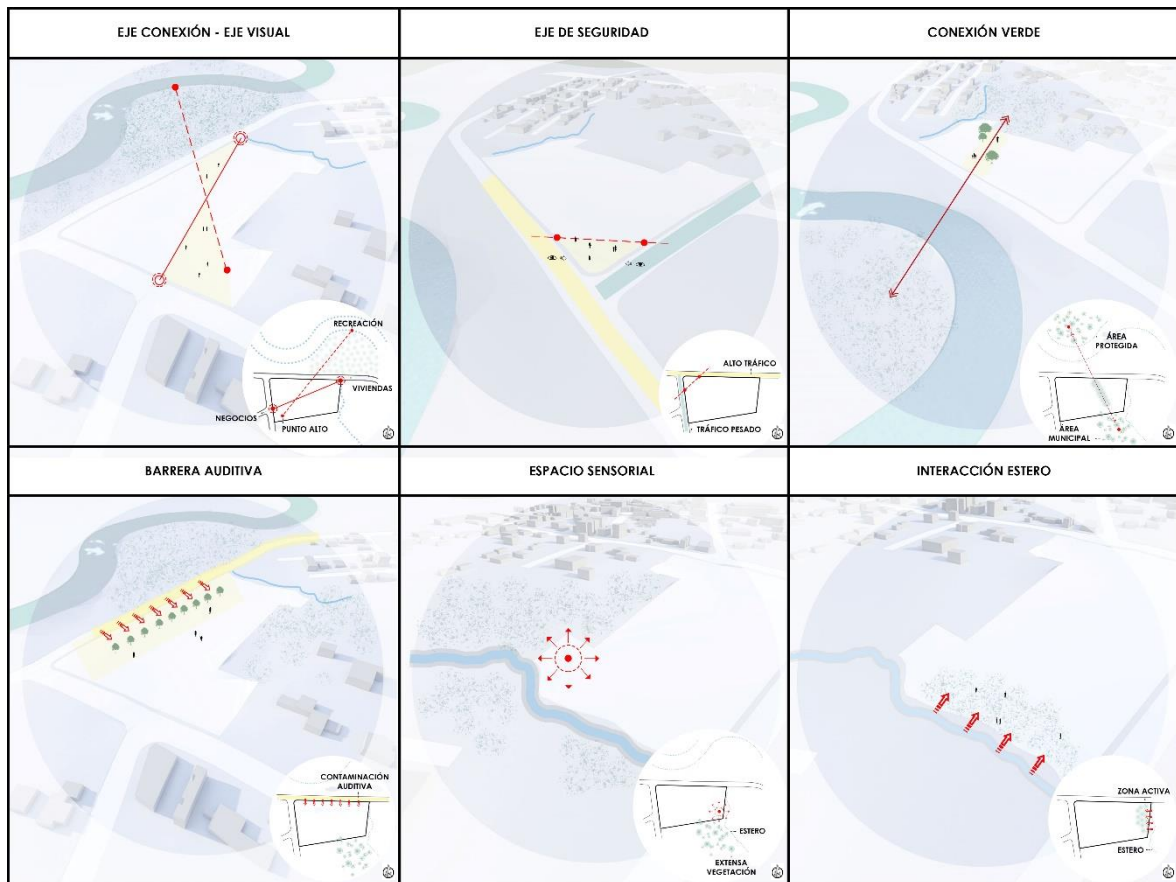 EJE CONEXIÓN - EJE VISUAL
EJE DE SEGURIDAD
CONEXIÓN VERDE
RECREACIÓN
VIVIENDAS
NEGOCIOS
PUNTO ALTO
ALTO TRÁFICO
TRÁFICO PESADO
ÁREA
PROTEGIDA
ÁREA
MUNICIPAL
BARRERA AUDITIVA
ESPACIO SENSORIAL
INTERACCIÓN ESTERO
CONTAMINACIÓN
AUDITIVA
ESTERO
EXTENSA
VEGETACIÓN
ZONA ACTIVA
ESTERO